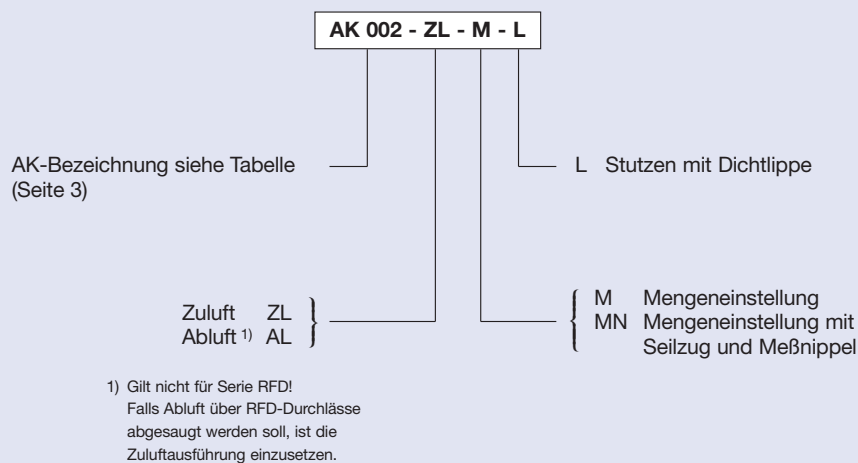 AK 002 - ZL - M - L
AK-Bezeichnung siehe Tabelle
(Seite 3)
L Stutzen mit Dichtlippe
Zuluft ZL
Abluft 1) AL
M Mengeneinstellung
MN Mengeneinstellung mit
Seilzug und Meßnippel
1) Gilt nicht für Serie RFD!
Falls Abluft über RFD-Durchlässe
abgesaugt werden soll, ist die
Zuluftausführung einzusetzen.